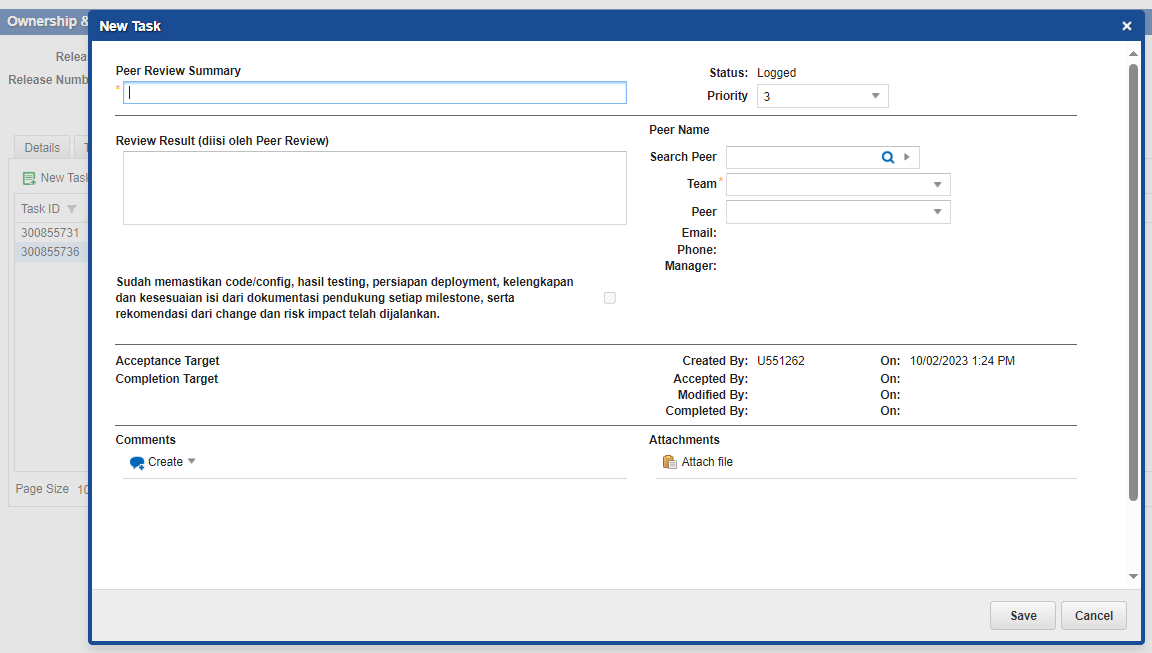 Ownership &
New Task
Relea
Release Numb
Details
New Task
Task ID
300855731
300855736
Page Size 10
Peer Review Summary
*
Status: Logged
Priority 3
Review Result (diisi oleh Peer Review)
Peer Name
Search Peer
Team *
Peer
Email:
Phone:
Manager:
Sudah memastikan code/config, hasil testing, persiapan deployment, kelengkapan
dan kesesuaian isi dari dokumentasi pendukung setiap milestone, serta
rekomendasi dari change dan risk impact telah dijalankan.
Acceptance Target
Completion Target
Created By: U551262 On: 10/02/2023 1:24 PM
Accepted By: On:
Modified By: On:
Completed By: On:
Comments
Create
Attachments
Attach file
Save
Cancel